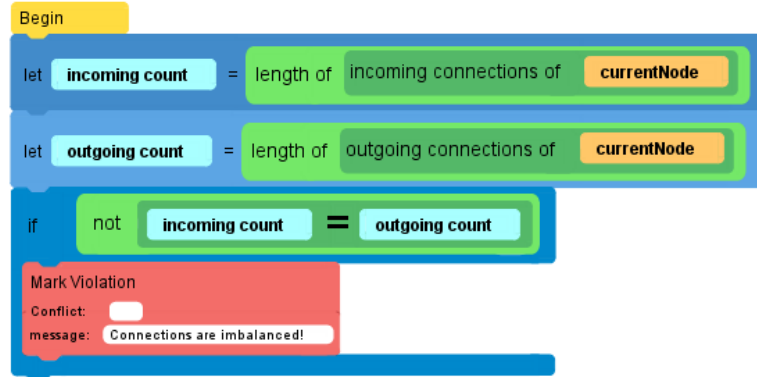 Begin
let incoming count = length of incoming connections of currentNode
let outgoing count = length of outgoing connections of currentNode
if not incoming count = outgoing count
Mark Violation
Conflict:
message: Connections are imbalanced!